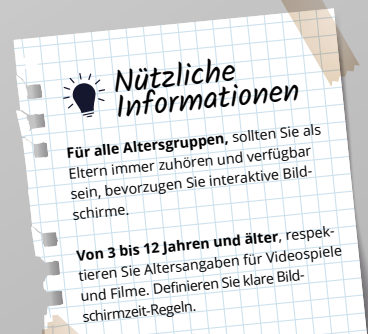 Nützliche
Informationen
Für alle Altersgruppen, sollten Sie als
Eltern immer zuhören und verfügbar
sein, bevorzugen Sie interaktive Bild-
schirme.
Von 3 bis 12 Jahren und älter, respek-
tieren Sie Altersangaben für Videospiele
und Filme. Definieren Sie klare Bild-
schirmzeit-Regeln.